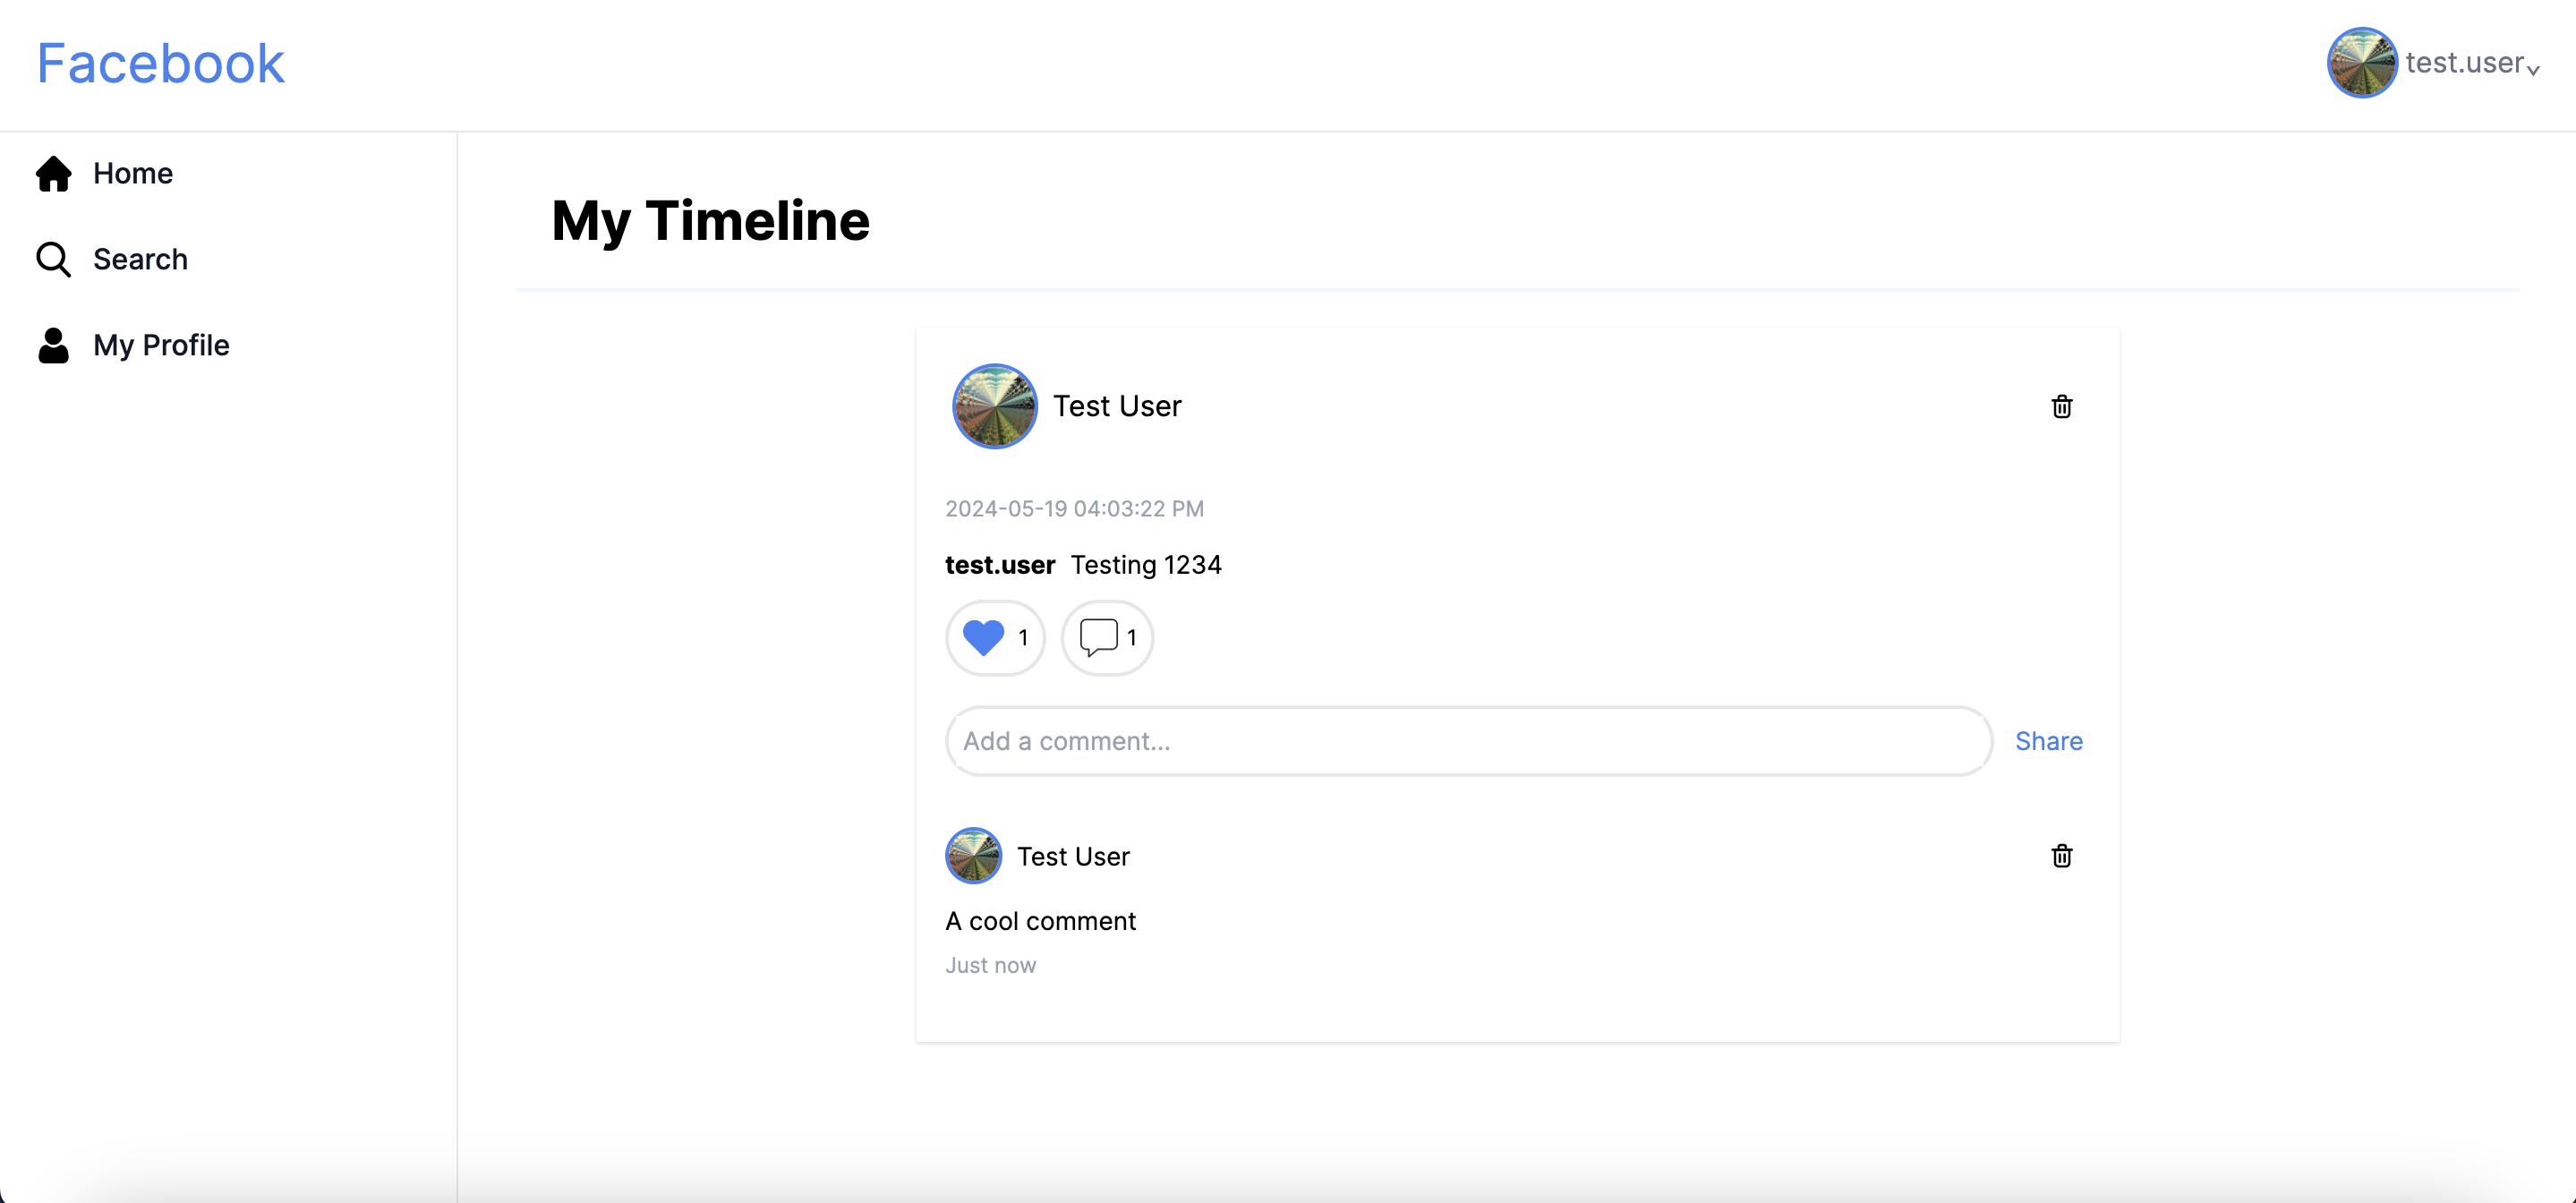 Facebook
test.user
Home
Search
My Profile
My Timeline
Test User
2024-05-19 04:03:22 PM
test.user Testing 1234
1 1
Add a comment...
Share
Test User
A cool comment
Just now